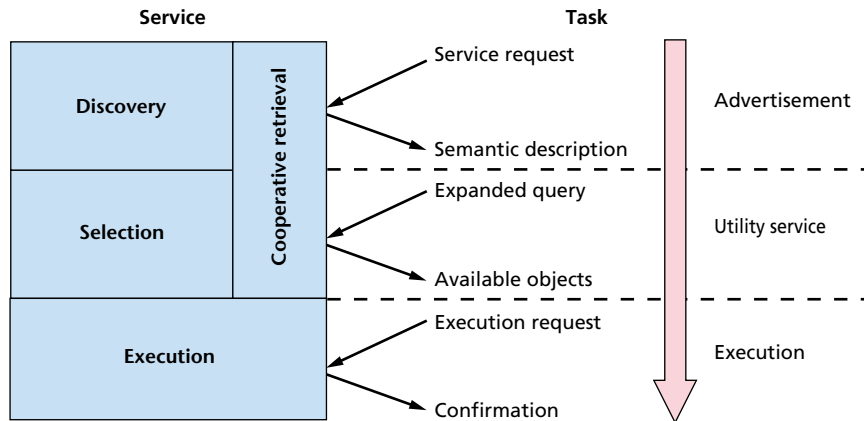 Service
Task
Discovery
Cooperative retrieval
Service request
Advertisement
Semantic description
Selection
Expanded query
Utility service
Available objects
Execution
Execution request
Execution
Confirmation